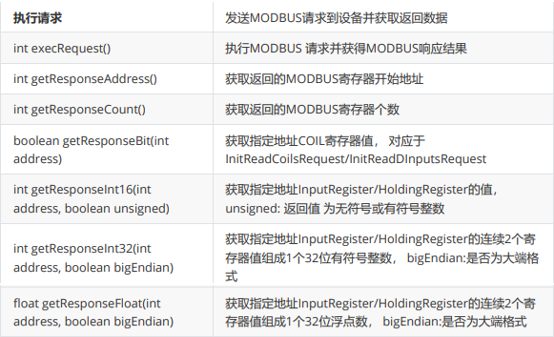 执行请求
发送MODBUS请求到设备并获取返回数据
int execRequest()
执行MODBUS 请求并获得MODBUS响应结果
int getResponseAddress()
获取返回的MODBUS寄存器开始地址
int getResponseCount()
获取返回的MODBUS寄存器个数
boolean getResponseBit(int
address)
获取指定地址COIL寄存器值， 对应于
InitReadCoilsRequest/InitReadDInputsRequest
int getResponseInt16(int
address, boolean unsigned)
获取指定地址InputRegister/HoldingRegister的值，
unsigned: 返回值 为无符号或有符号整数
int getResponseInt32(int
address, boolean bigEndian)
获取指定地址InputRegister/HoldingRegister的连续2个寄
存器值组成1个32位有符号整数， bigEndian:是否为大端格
式
float getResponseFloat(int
address, boolean bigEndian)
获取指定地址InputRegister/HoldingRegister的连续2个寄
存器值组成1个32位浮点数， bigEndian:是否为大端格式